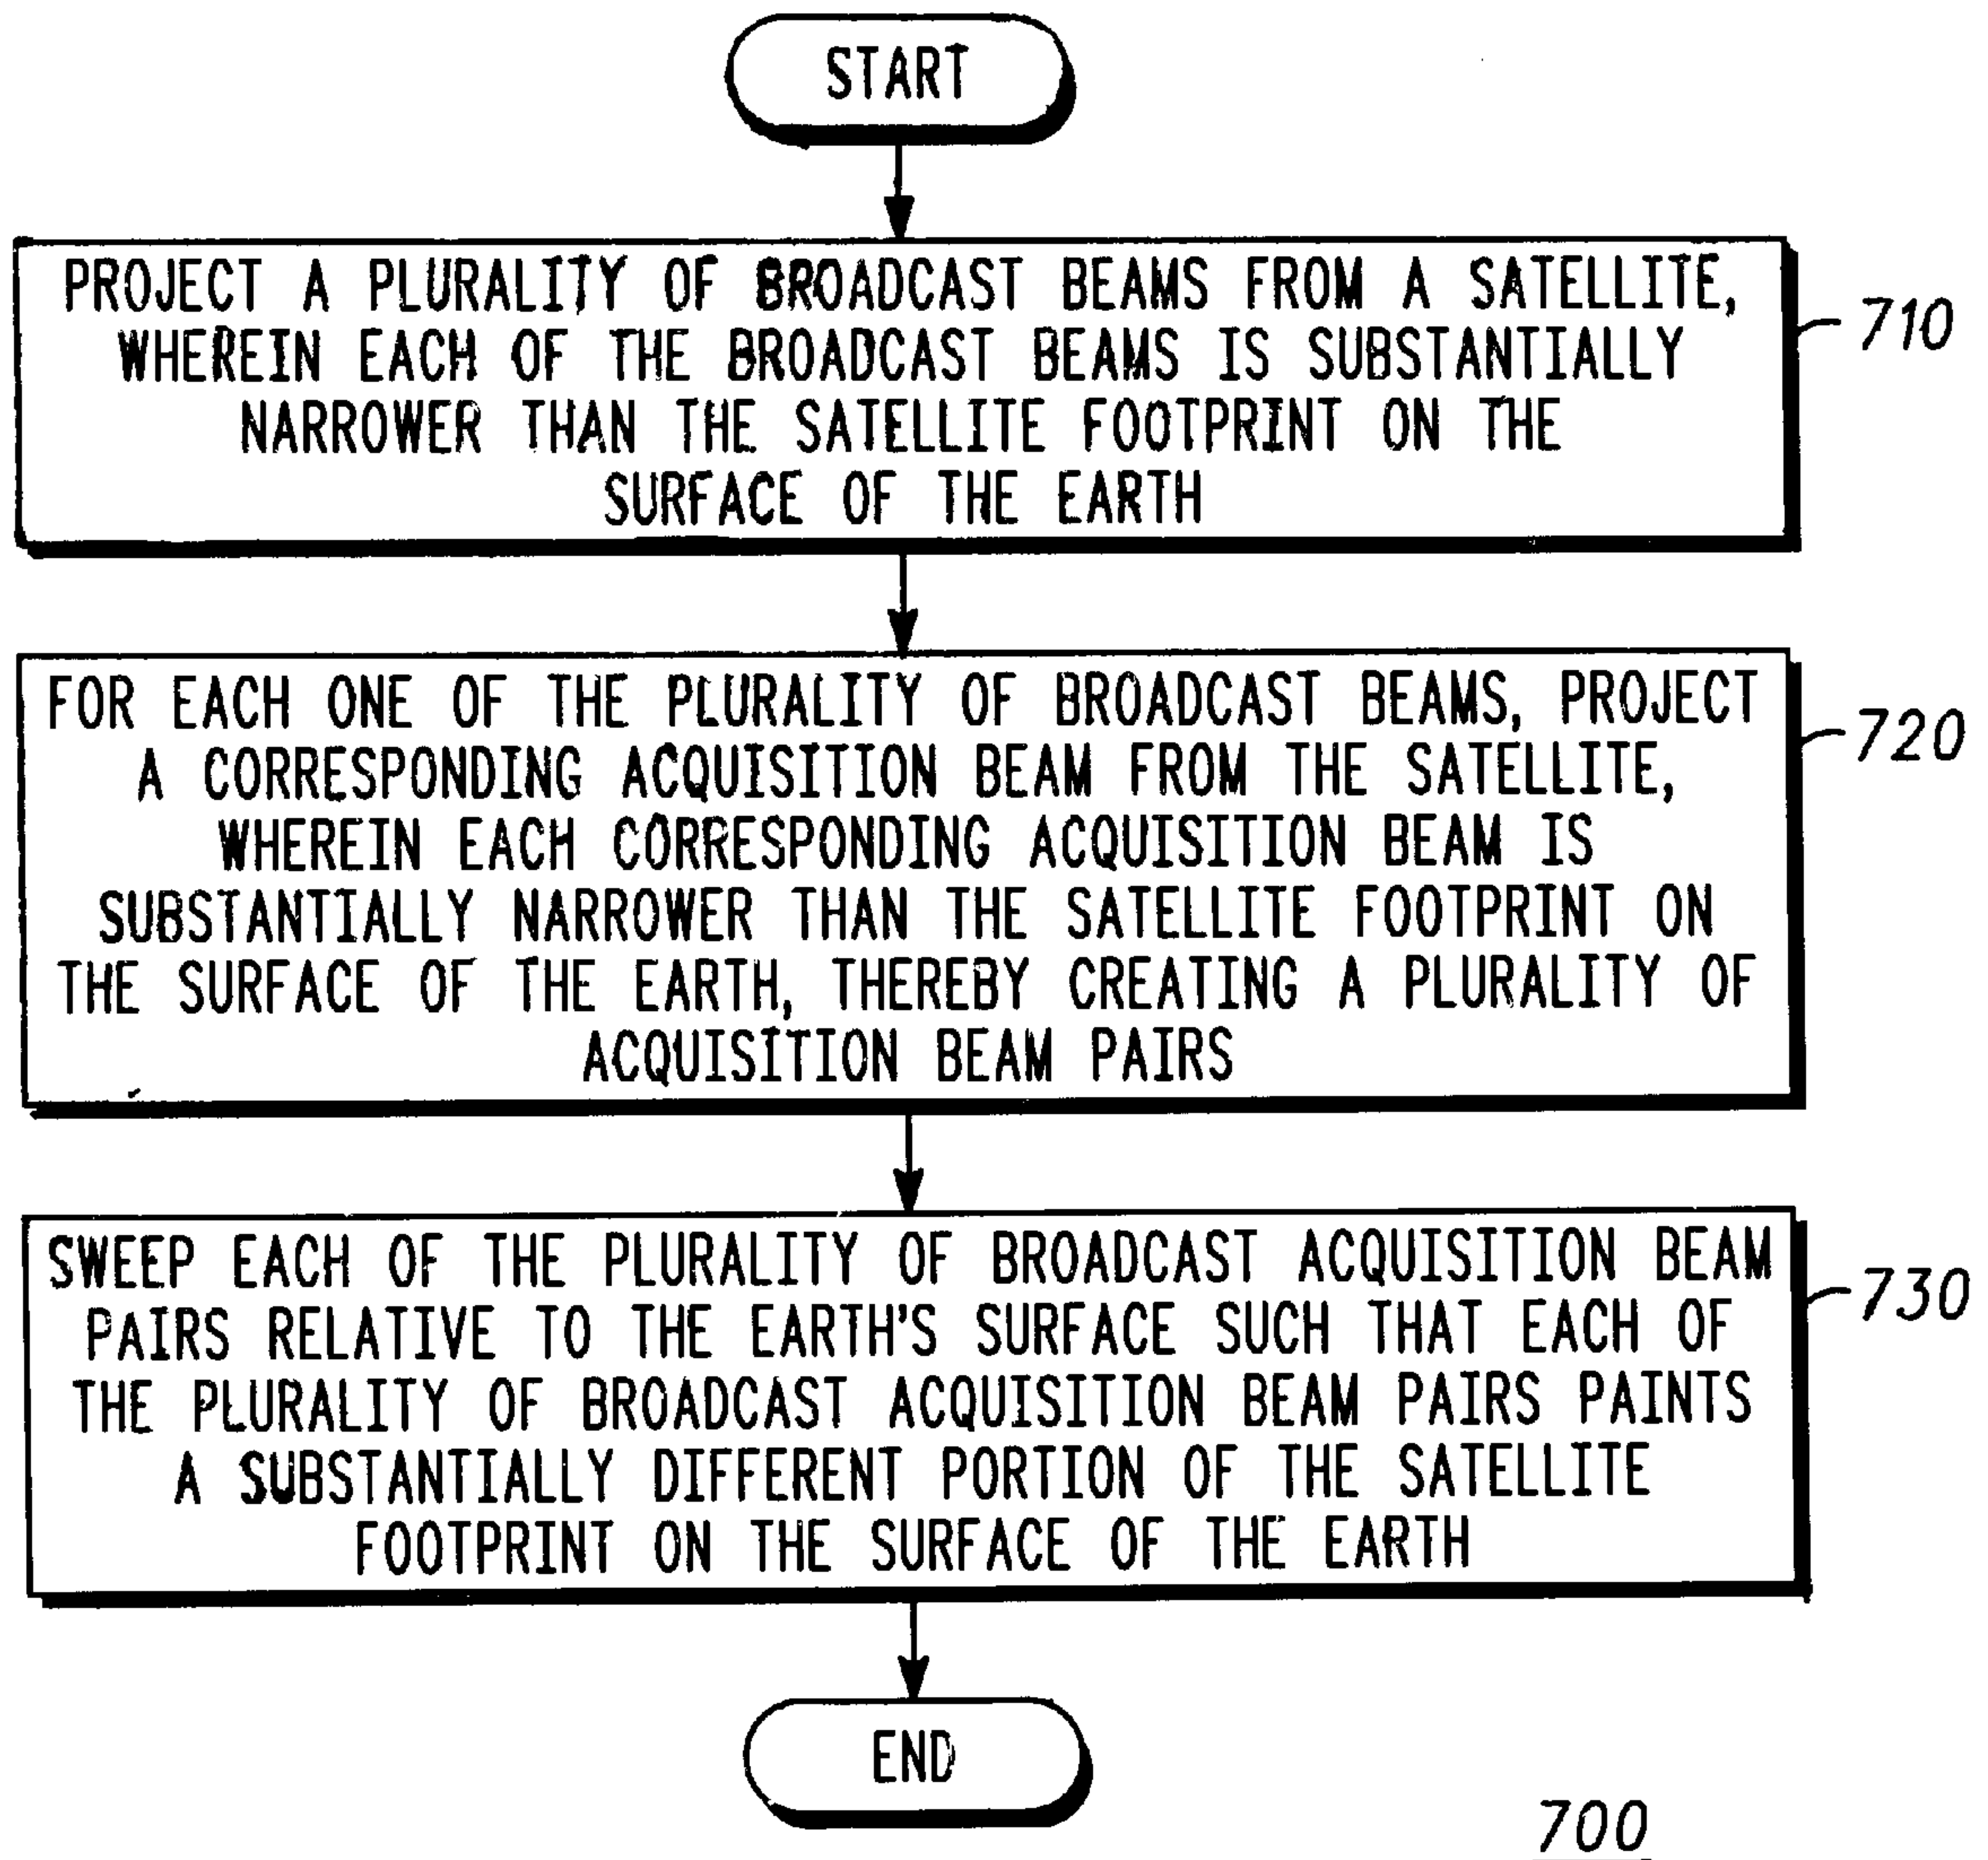 START
PROJECT A PLURALITY OF BROADCAST BEAMS FROM A SATELLITE,
WHEREIN EACH OF THE BROADCAST BEAMS IS SUBSTANTIALLY
NARROWER THAN THE SATELLITE FOOTPRINT ON THE
SURFACE OF THE EARTH
710
FOR EACH ONE OF THE PLURALITY OF BROADCAST BEAMS, PROJECT
A CORRESPONDING ACQUISITION BEAM FROM THE SATELLITE,
WHEREIN EACH CORRESPONDING ACQUISITION BEAM IS
SUBSTANTIALLY NARROWER THAN THE SATELLITE FOOTPRINT ON
THE SURFACE OF THE EARTH, THEREBY CREATING A PLURALITY OF
ACQUISITION BEAM PAIRS
720
SWEEP EACH OF THE PLURALITY OF BROADCAST ACQUISITION BEAM
PAIRS RELATIVE TO THE EARTH'S SURFACE SUCH THAT EACH OF
THE PLURALITY OF BROADCAST ACQUISITION BEAM PAIRS PAINTS
A SUBSTANTIALLY DIFFERENT PORTION OF THE SATELLITE
FOOTPRINT ON THE SURFACE OF THE EARTH
730
END
700